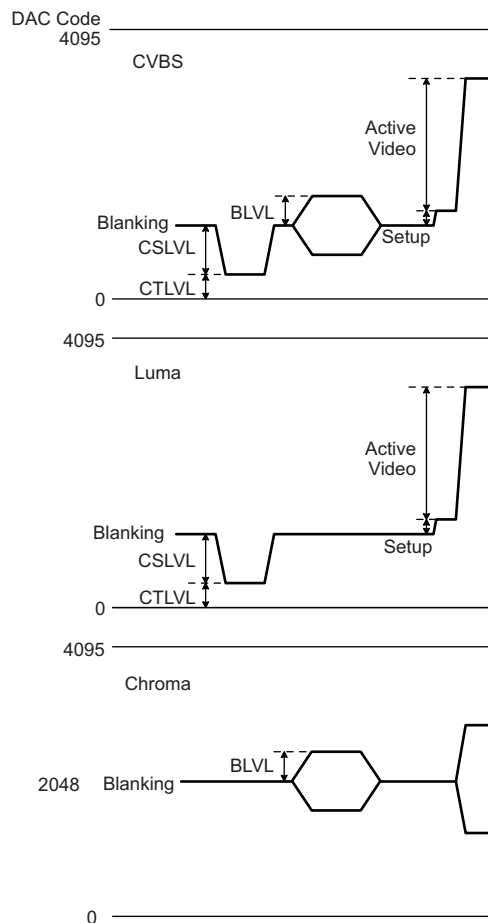 DAC Code
4095
CVBS
Active
Video
BLVL
Blanking
Setup
CSLVL
CTLVL
0
4095
Luma
Active
Video
Blanking
Setup
CSLVL
CTLVL
0
4095
Chroma
BLVL
2048 Blanking
0